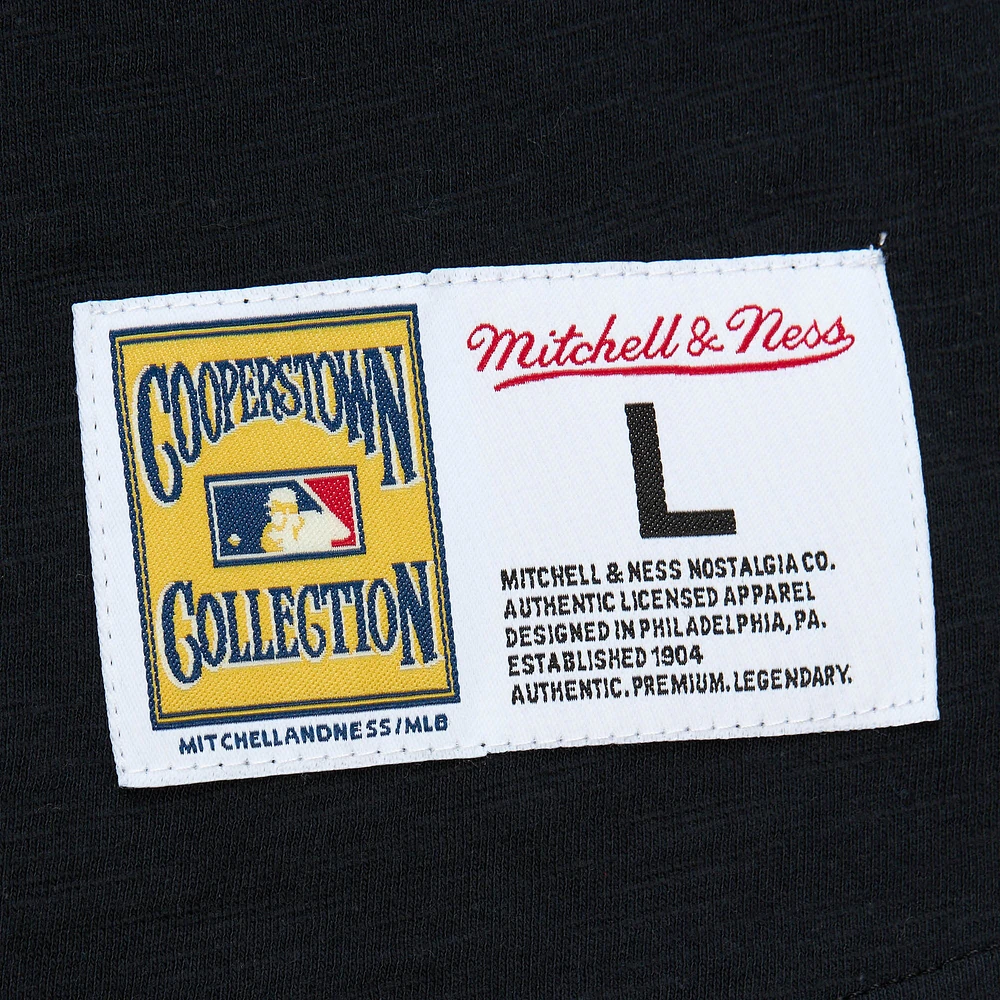 COOPERSTOWN
COLLECTION
MITCHELLANDNESS/MLB
Mitchell & Ness
L
MITCHELL & NESS NOSTALGIA CO.
AUTHENTIC LICENSED APPAREL
DESIGNED IN PHILADELPHIA, PA.
ESTABLISHED 1904
AUTHENTIC. PREMIUM. LEGENDARY.